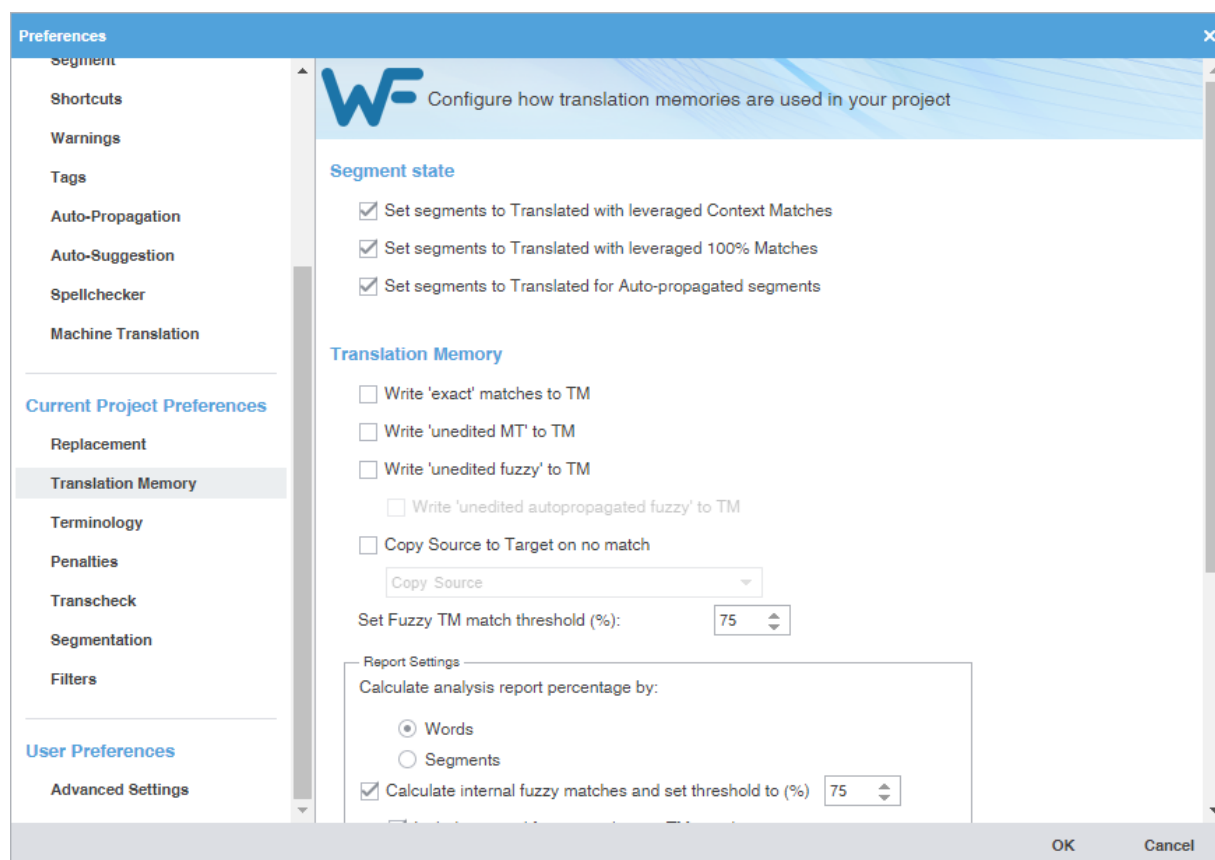 Preferences
Segment
Shortcuts
Warnings
Tags
Auto-Propagation
Auto-Suggestion
Spellchecker
Machine Translation
Current Project Preferences
Replacement
Translation Memory
Terminology
Penalties
Transcheck
Segmentation
Filters
User Preferences
Advanced Settings
WF
Configure how translation memories are used in your project
Segment state
Set segments to Translated with leveraged Context Matches
Set segments to Translated with leveraged 100% Matches
Set segments to Translated for Auto-propagated segments
Translation Memory
Write 'exact' matches to TM
Write 'unedited MT' to TM
Write 'unedited fuzzy' to TM
Write 'unedited autopropagated fuzzy' to TM
Copy Source to Target on no match
Copy Source
Set Fuzzy TM match threshold (%): 75
Report Settings
Calculate analysis report percentage by:
Words
Segments
Calculate internal fuzzy matches and set threshold to (%) 75
OK Cancel